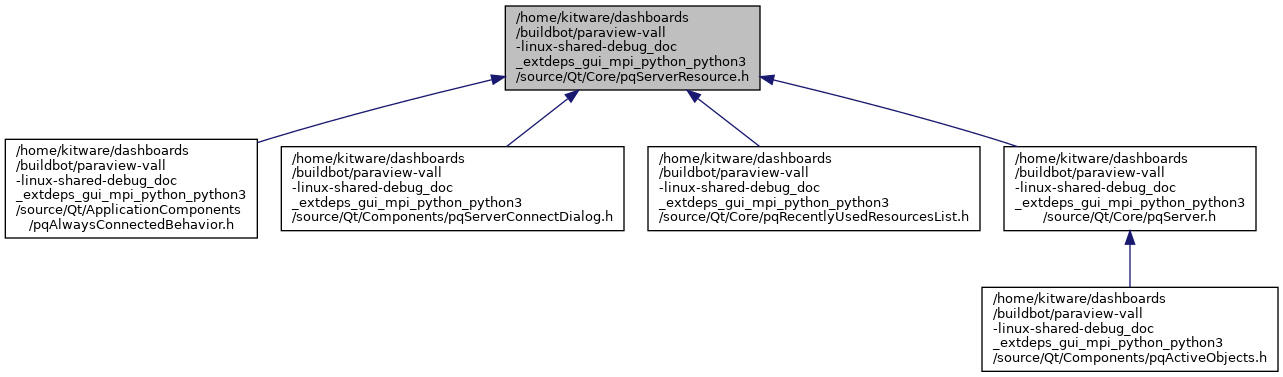 /home/kitware/dashboards
/buildbot/paraview-vall
-linux-shared-debug_doc
_extdeps_gui_mpi_python_python3
/source/Qt/Core/pqServerResource.h
/home/kitware/dashboards
/buildbot/paraview-vall
-linux-shared-debug_doc
_extdeps_gui_mpi_python_python3
/source/Qt/ApplicationComponents
/pqAlwaysConnectedBehavior.h
/home/kitware/dashboards
/buildbot/paraview-vall
-linux-shared-debug_doc
_extdeps_gui_mpi_python_python3
/source/Qt/Components/pqServerConnectDialog.h
/home/kitware/dashboards
/buildbot/paraview-vall
-linux-shared-debug_doc
_extdeps_gui_mpi_python_python3
/source/Qt/Core/pqRecentlyUsedResourcesList.h
/home/kitware/dashboards
/buildbot/paraview-vall
-linux-shared-debug_doc
_extdeps_gui_mpi_python_python3
/source/Qt/Core/pqServer.h
/home/kitware/dashboards
/buildbot/paraview-vall
-linux-shared-debug_doc
_extdeps_gui_mpi_python_python3
/source/Qt/Components/pqActiveObjects.h